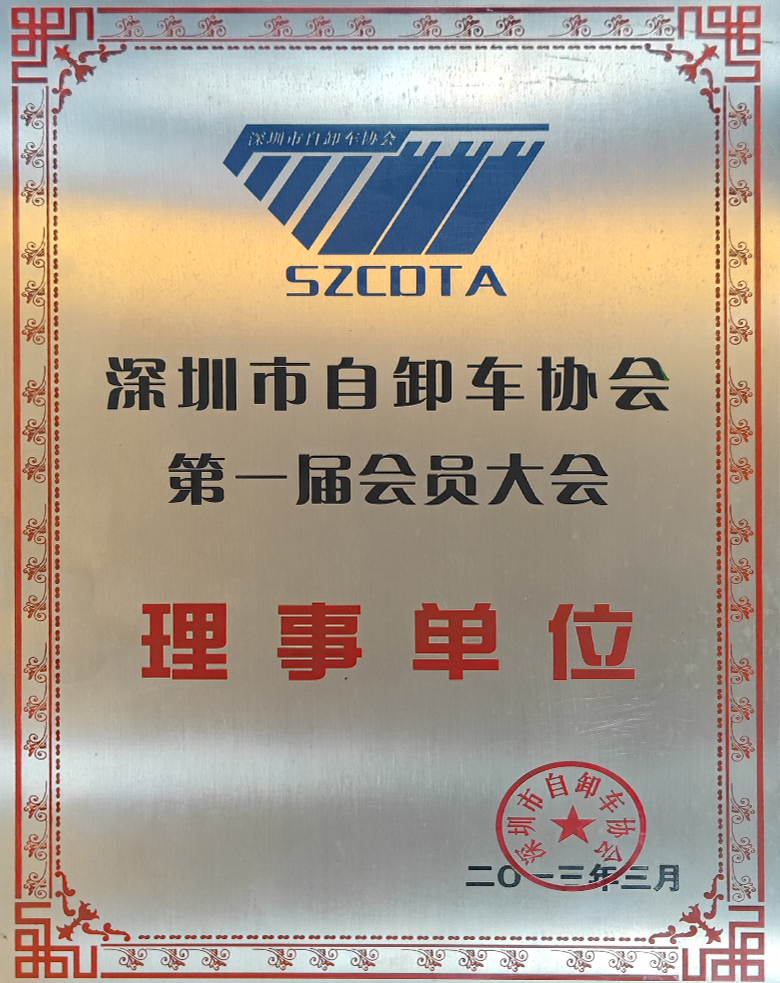 深圳市自卸车协会
SZCDTA
深圳市自卸车协会
第一届会员大会
理事单位
深圳市自卸车协会
二〇一三年三月